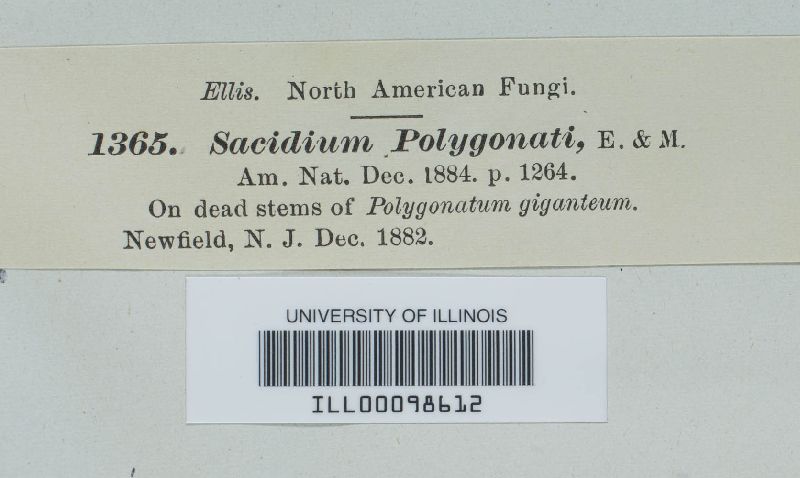 Ellis. North American Fungi.
1365. Sacidium Polygonati, E. & M.
Am. Nat. Dec. 1884. p. 1264.
On dead stems of Polygonatum giganteum.
Newfield, N. J. Dec. 1882.
UNIVERSITY OF ILLINOIS
ILL00098612